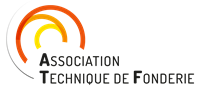 ASSOCIATION
TECHNIQUE DE FONDERIE